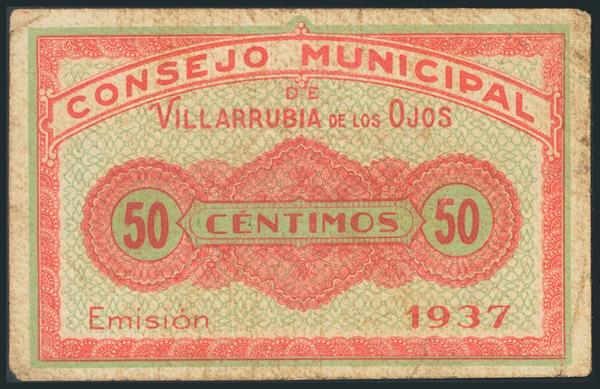 CONSEJO MUNICIPAL
DE
VILLARRUBIA DE LOS OJOS
50 CÉNTIMOS 50
Emisión 1937